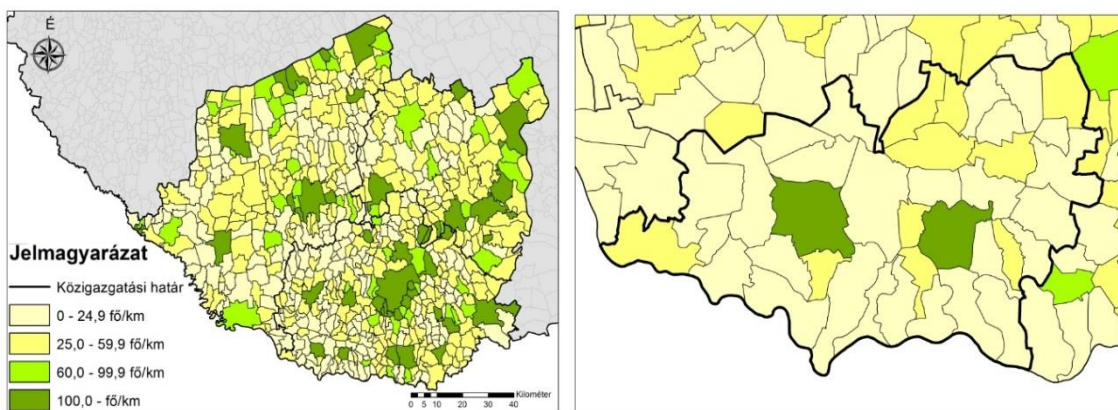 É
Jelmagyarázat
Közigazgatási határ
0 - 24,9 fő/km
25,0 - 59,9 fő/km
60,0 - 99,9 fő/km
100,0 - fő/km
Kilométer
0 5 10 20 30 40